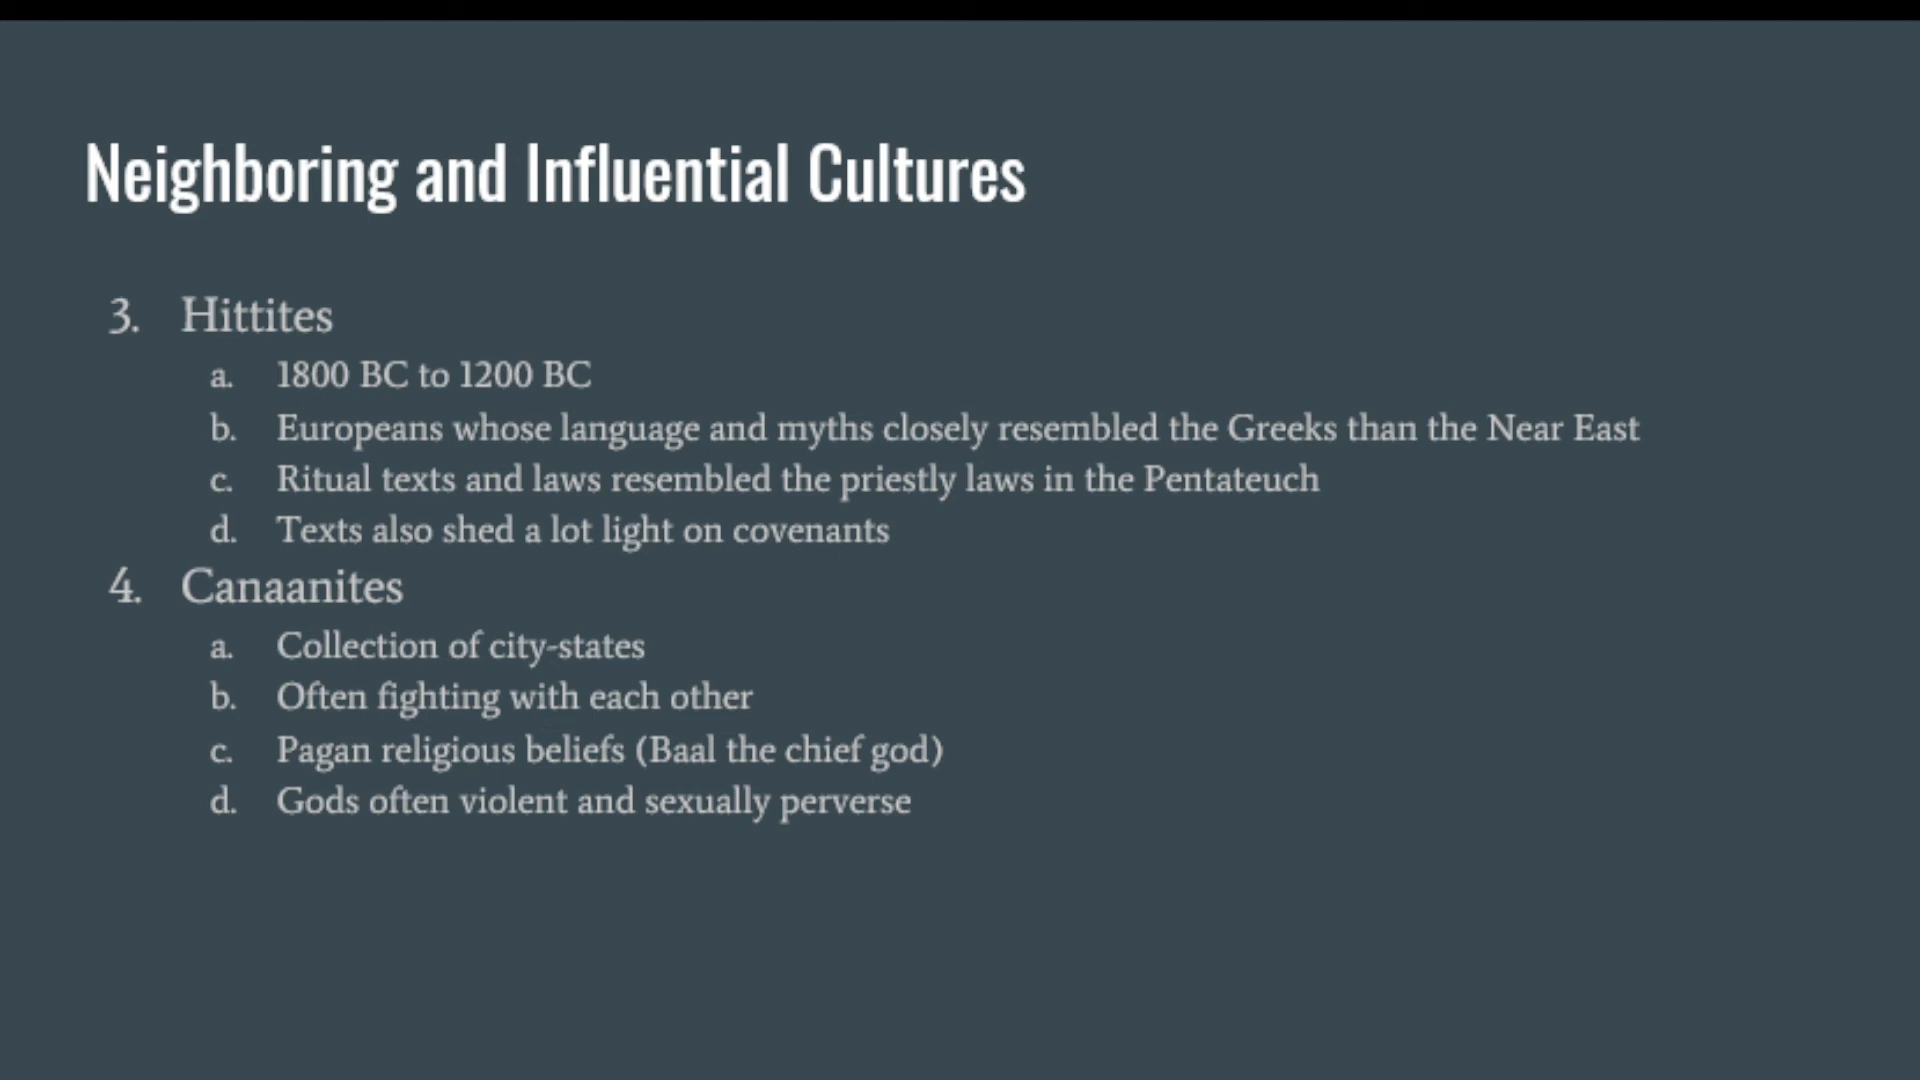 Neighboring and Influential Cultures
3. Hittites
a. 1800 BC to 1200 BC
b. Europeans whose language and myths closely resembled the Greeks than the Near East
c. Ritual texts and laws resembled the priestly laws in the Pentateuch
d. Texts also shed a lot light on covenants
4. Canaanites
a. Collection of city-states
b. Often fighting with each other
c. Pagan religious beliefs (Baal the chief god)
d. Gods often violent and sexually perverse